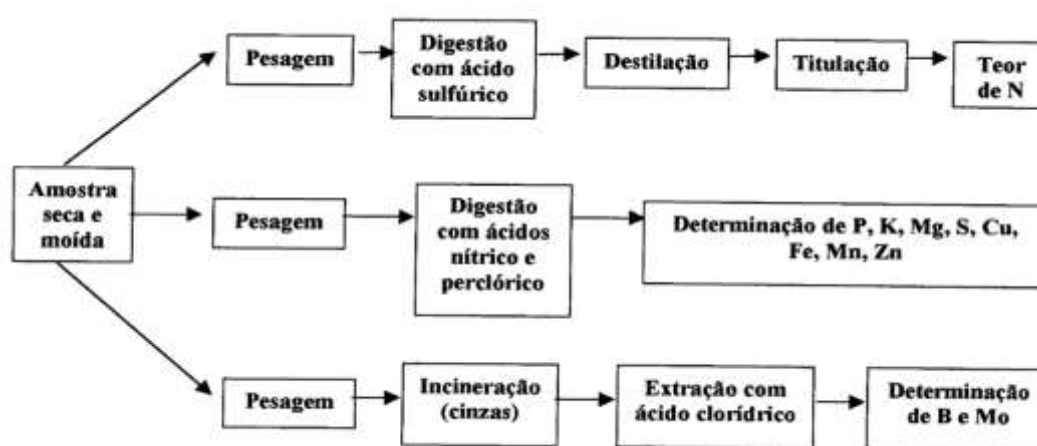 Pesagem
Digestão
com ácido
sulfúrico
Destilação
Titulação
Teor
de N
Amostra
seca e
moída
Pesagem
Digestão
com ácidos
nítrico e
perclórico
Determinação de P, K, Mg, S, Cu,
Fe, Mn, Zn
Pesagem
Incineração
(cinzas)
Extração com
ácido clorídrico
Determinação
de B e Mo